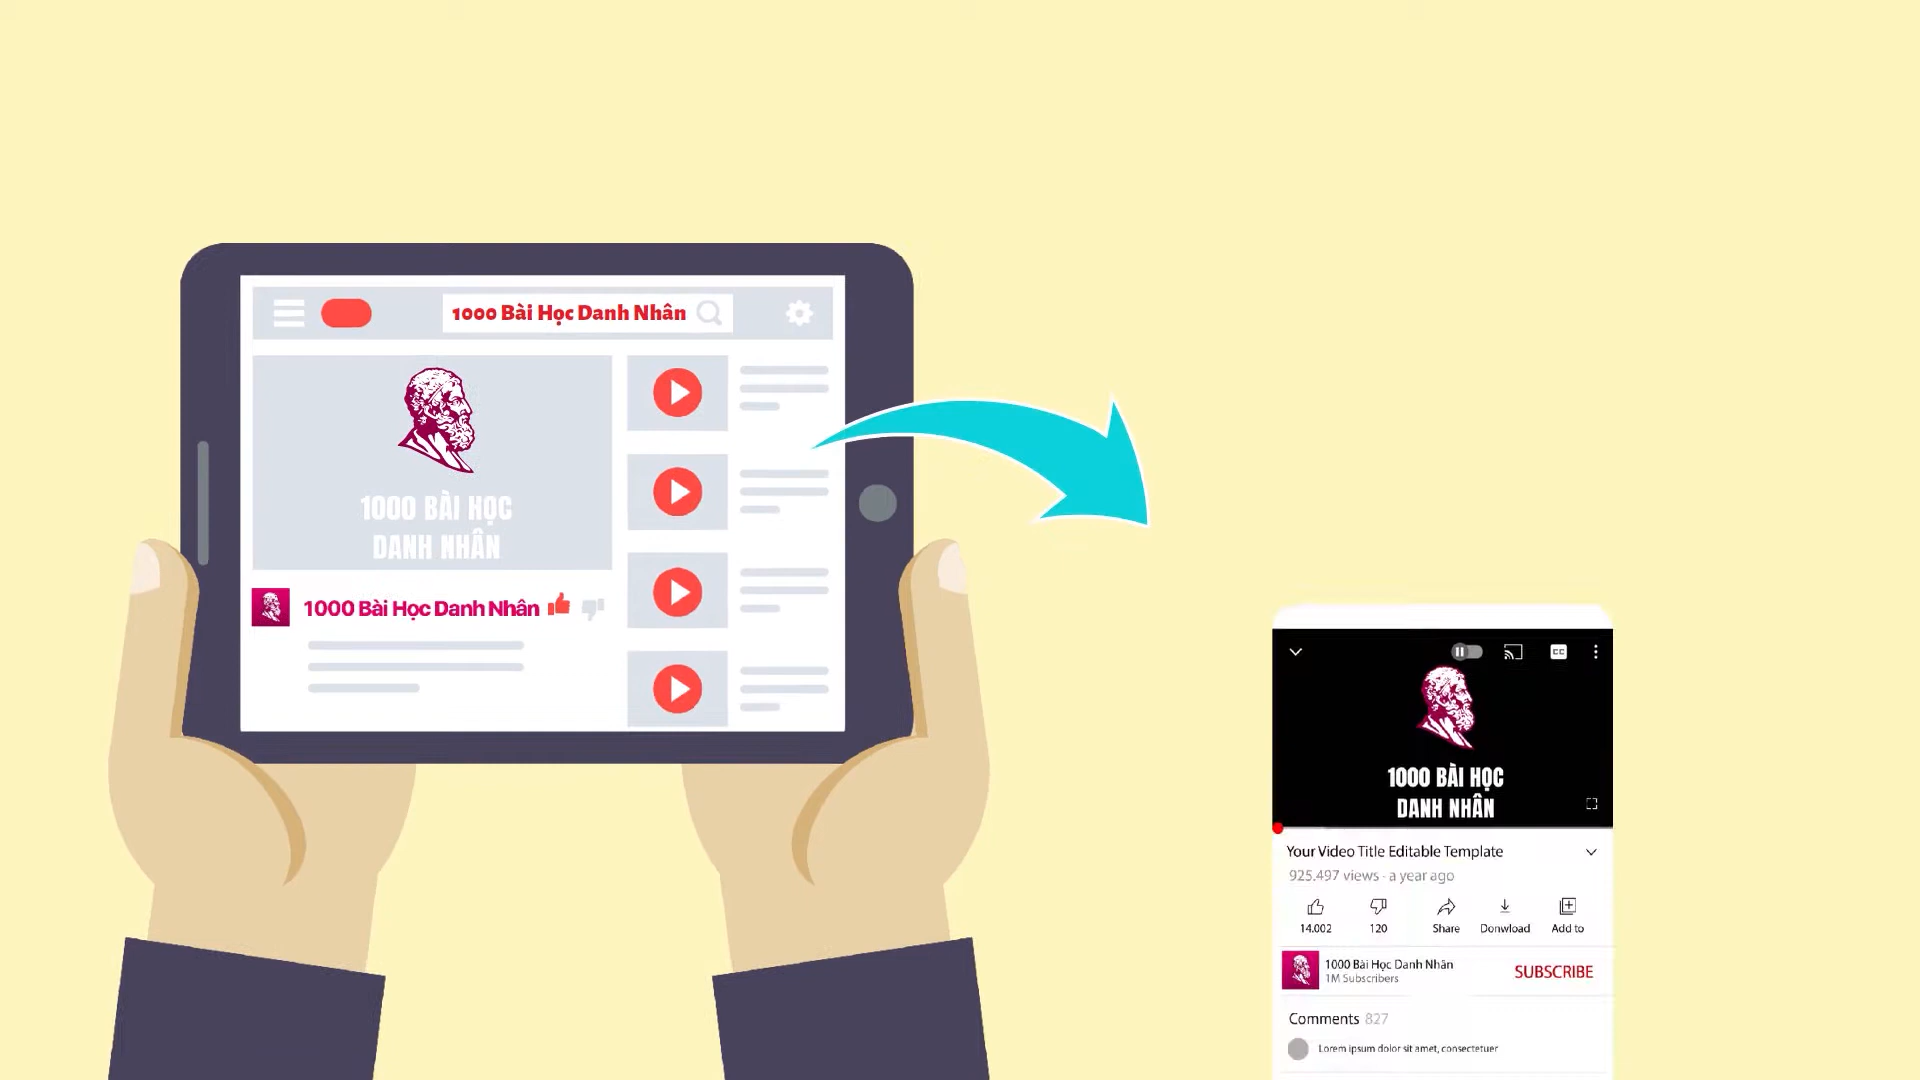 1000 Bài Học Danh Nhân
1000 BÀI HỌC
DANH NHÂN
1000 Bài Học Danh Nhân
CC
1000 BÀI HỌC
DANH NHÂN
Your Video Title Editable Template
925.497 views · a year ago
14.002
120
Share
Donwload
Add to
1000 Bài Học Danh Nhân
1M Subscribers
SUBSCRIBE
Comments 827
Lorem ipsum dolor sit amet, consectetuer